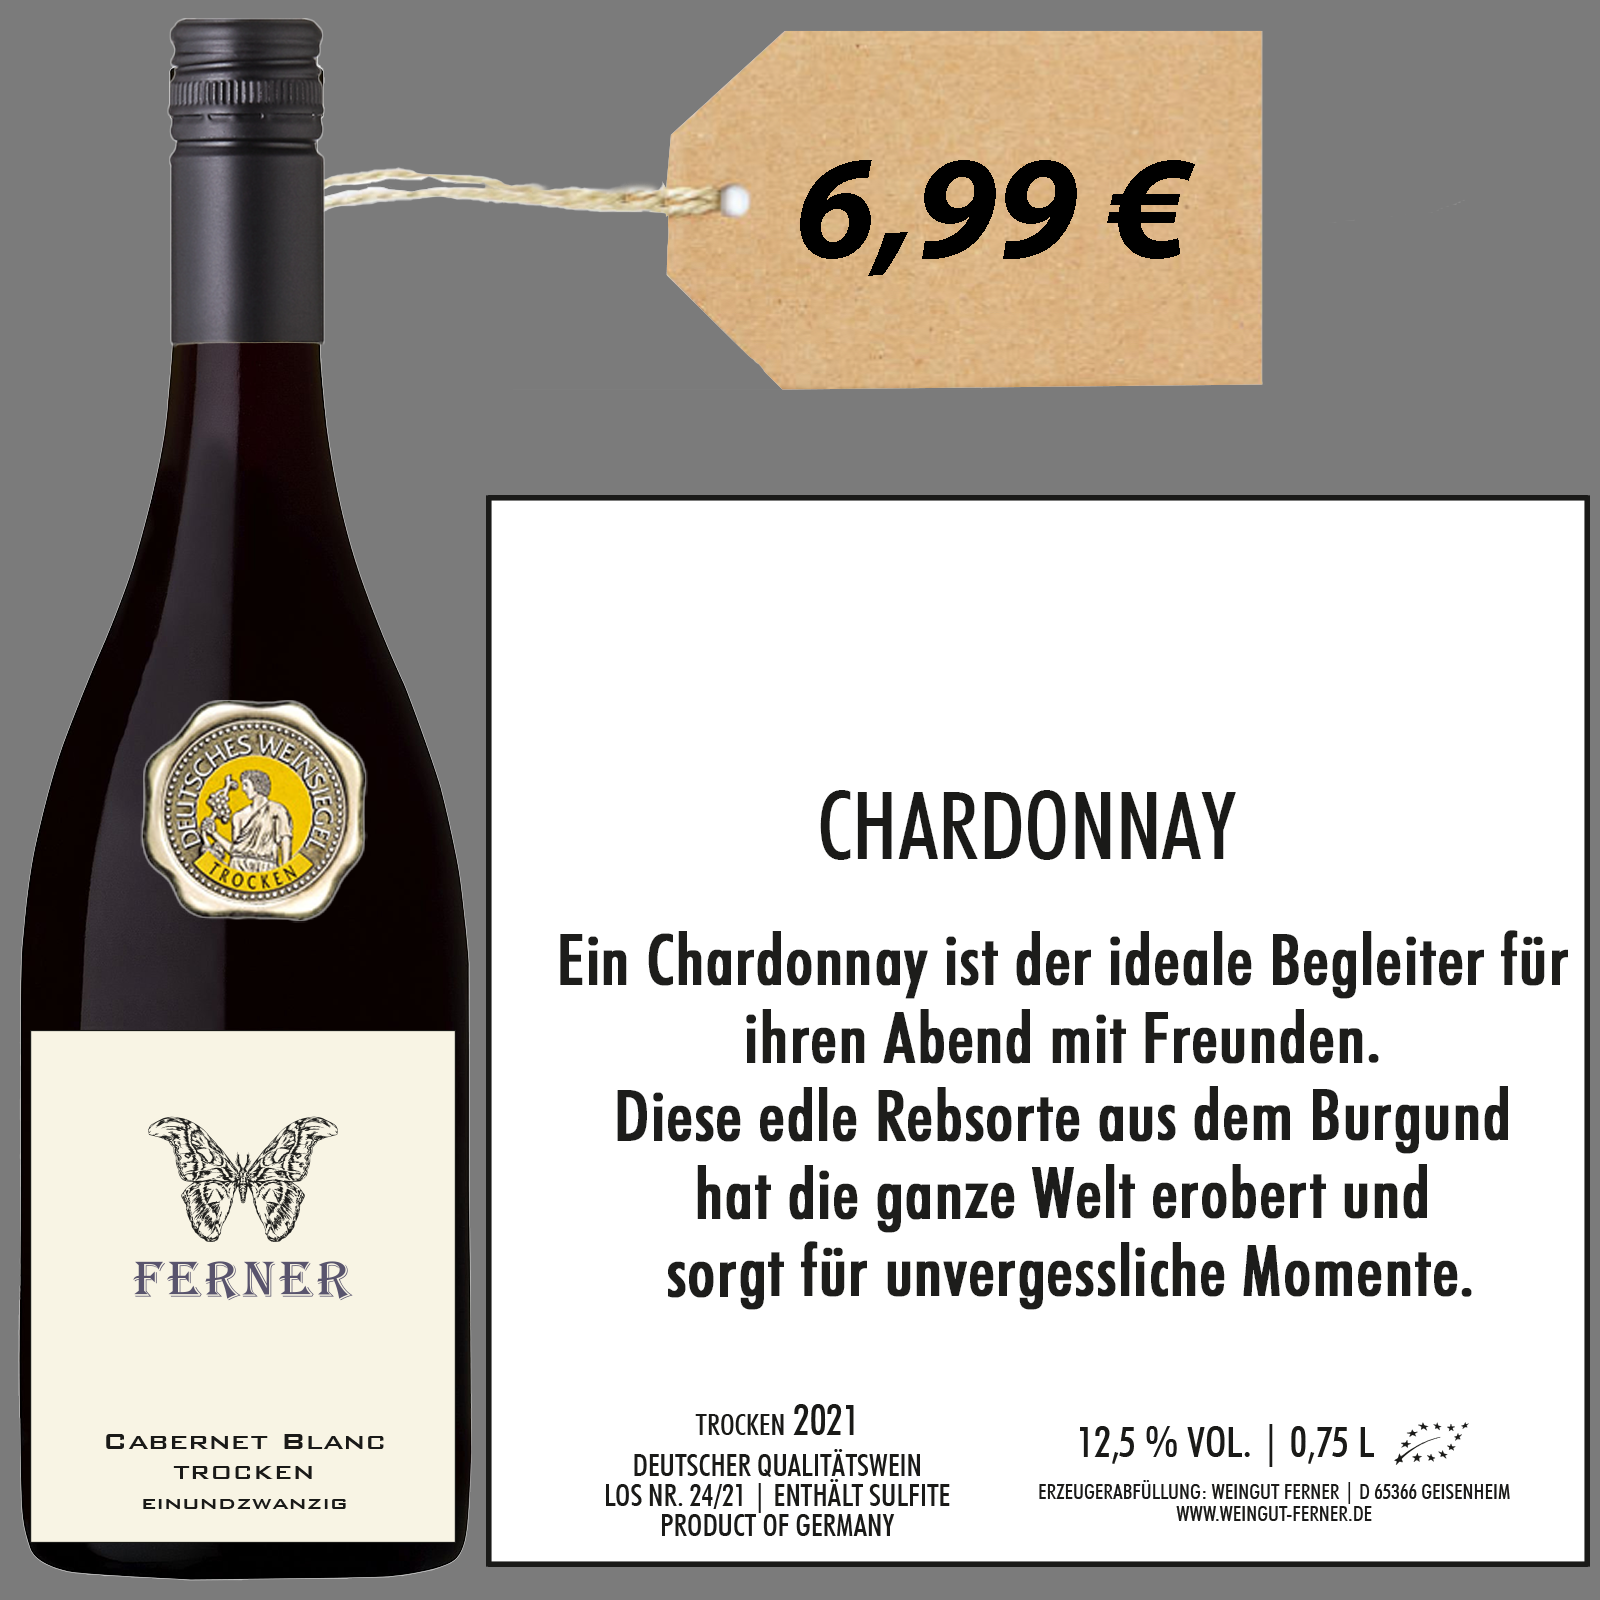 6,99 €
DEUTSCHES WEINSIEGEL
TROCKEN
FERNER
CABERNET BLANC
TROCKEN
EINUNDZWANZIG
CHARDONNAY
Ein Chardonnay ist der ideale Begleiter für
ihren Abend mit Freunden.
Diese edle Rebsorte aus dem Burgund
hat die ganze Welt erobert und
sorgt für unvergessliche Momente.
TROCKEN 2021
DEUTSCHER QUALITÄTSWEIN
LOS NR. 24/21 | ENTHÄLT SULFITE
PRODUCT OF GERMANY
12,5 % VOL. | 0,75 L
ERZEUGERABFÜLLUNG: WEINGUT FERNER | D 65366 GEISENHEIM
WWW.WEINGUT-FERNER.DE